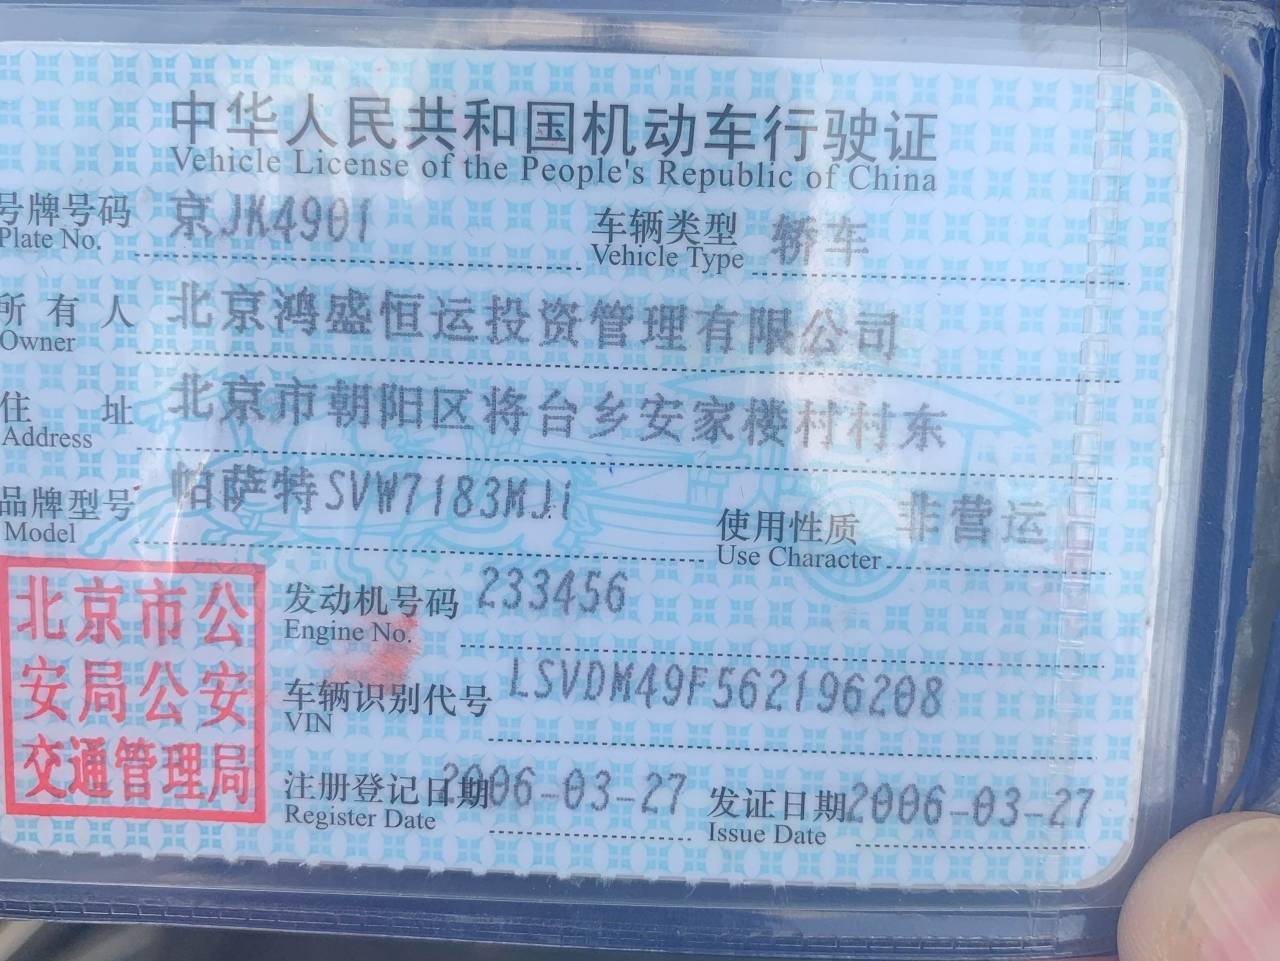 中华人民共和国机动车行驶证
Vehicle License of the People's Republic of China
号牌号码 京JK4901 车辆类型 轿车
Plate No. Vehicle Type
所有人 北京鸿盛恒运投资管理有限公司
Owner
住址 北京市朝阳区将台乡安家楼村村东
Address
品牌型号 帕萨特SVW7183MJi 使用性质 非营运
Model Use Character
北京市公
安局公安
交通管理局
发动机号码 233456
Engine No.
车辆识别代号 LSVDM49F562196208
VIN
注册登记日期 2006-03-27 发证日期 2006-03-27
Register Date Issue Date